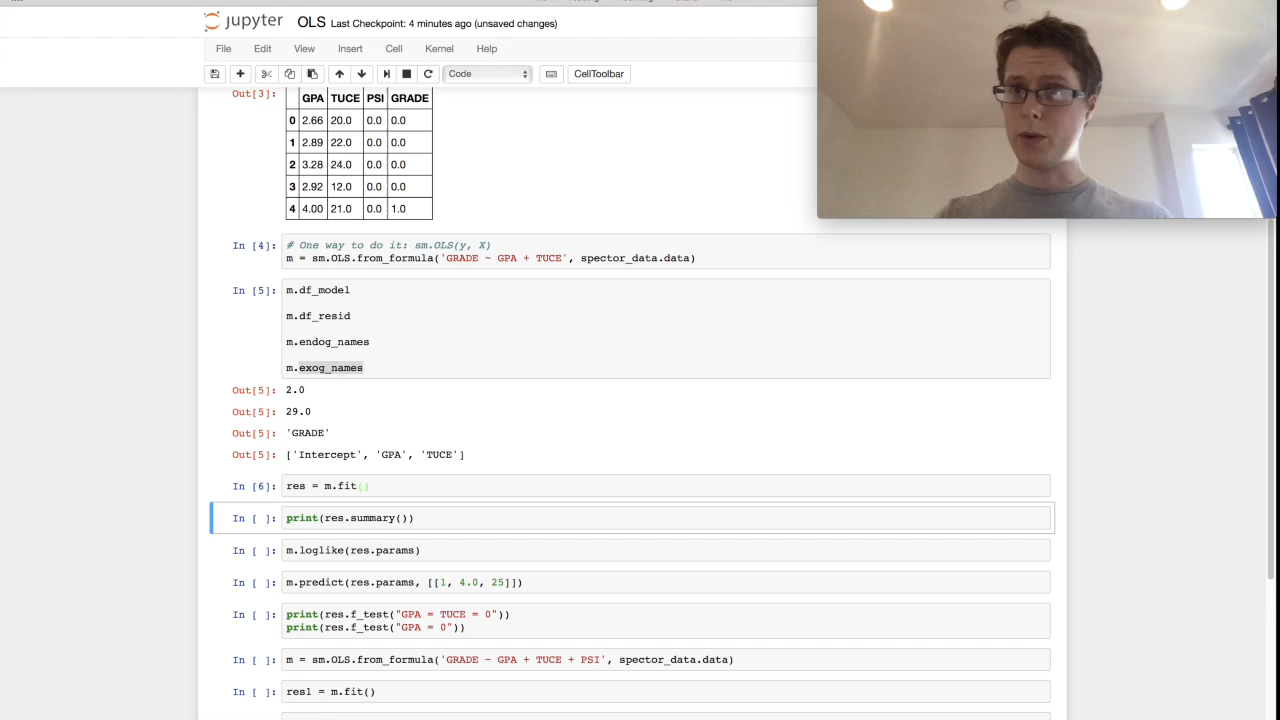 jupyter OLS Last Checkpoint: 4 minutes ago (unsaved changes)
File Edit View Insert Cell Kernel Help
Code CellToolbar
Out[3]:
GPA TUCE PSI GRADE
0 2.66 20.0 0.0 0.0
1 2.89 22.0 0.0 0.0
2 3.28 24.0 0.0 0.0
3 2.92 12.0 0.0 0.0
4 4.00 21.0 0.0 1.0
In [4]: # One way to do it: sm.OLS(y, X)
m = sm.OLS.from_formula('GRADE ~ GPA + TUCE', spector_data.data)
In [5]: m.df_model
m.df_resid
m.endog_names
m.exog_names
Out[5]: 2.0
Out[5]: 29.0
Out[5]: 'GRADE'
Out[5]: ['Intercept', 'GPA', 'TUCE']
In [6]: res = m.fit()
In [ ]: print(res.summary())
In [ ]: m.loglike(res.params)
In [ ]: m.predict(res.params, [[1, 4.0, 25]])
In [ ]: print(res.f_test("GPA = TUCE = 0"))
print(res.f_test("GPA = 0"))
In [ ]: m = sm.OLS.from_formula('GRADE ~ GPA + TUCE + PSI', spector_data.data)
In [ ]: res1 = m.fit()